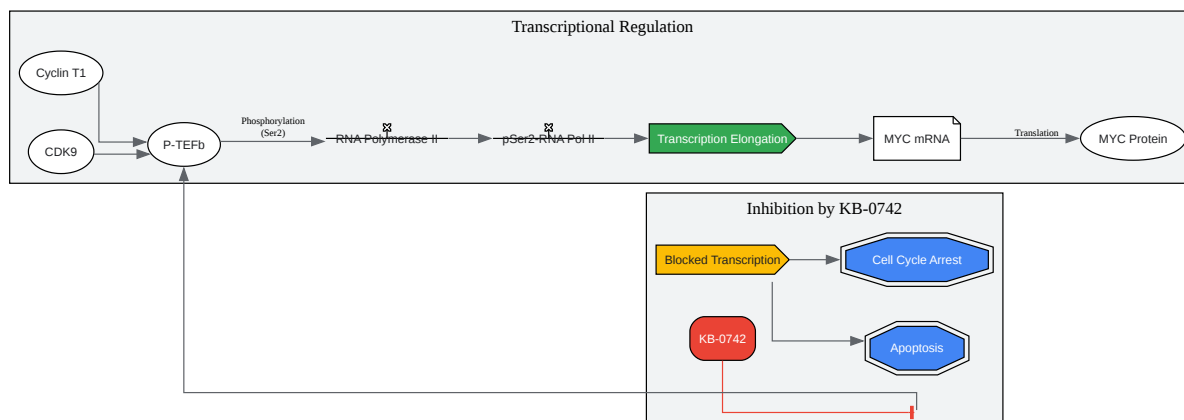 Transcriptional Regulation
Cyclin T1
CDK9
P-TEFb
Phosphorylation
(Ser2)
RNA Polymerase II
pSer2-RNA Pol II
Transcription Elongation
MYC mRNA
Translation
MYC Protein
Inhibition by KB-0742
Blocked Transcription
Cell Cycle Arrest
KB-0742
Apoptosis